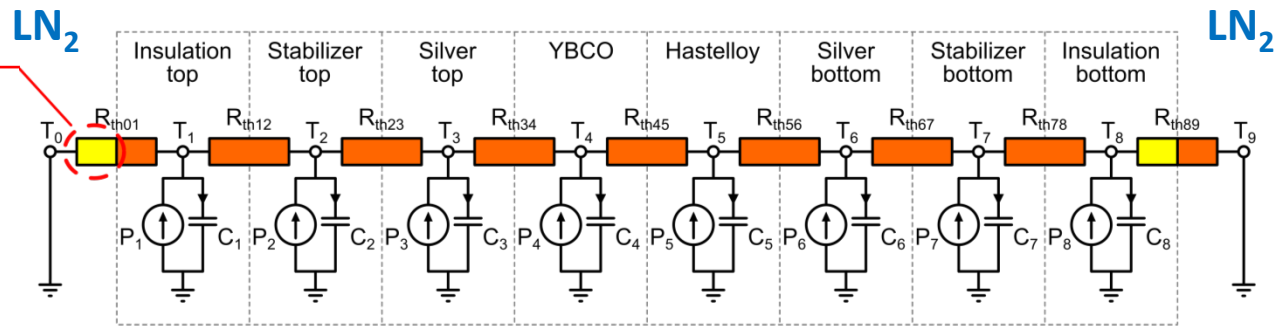 LN₂
LN₂
Insulation top
Stabilizer top
Silver top
YBCO
Hastelloy
Silver bottom
Stabilizer bottom
Insulation bottom
T₀ Rth01 T₁ Rth12 T₂ Rth23 T₃ Rth34 T₄ Rth45 T₅ Rth56 T₆ Rth67 T₇ Rth78 T₈ Rth89 T₉
P₁ C₁ P₂ C₂ P₃ C₃ P₄ C₄ P₅ C₅ P₆ C₆ P₇ C₇ P₈ C₈